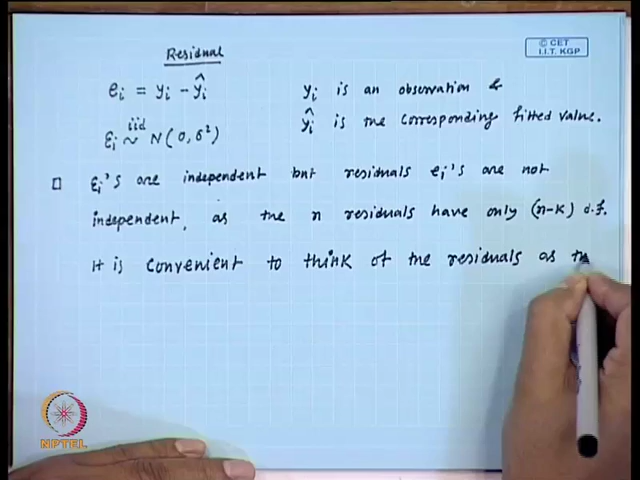 Residual
© CET
I.I.T. KGP
eᵢ = yᵢ - ŷᵢ
yᵢ is an observation &
ŷᵢ is the corresponding fitted value.
εᵢ iid ~ N(0, σ²)
□ εᵢ's are independent but residuals eᵢ's are not
independent, as the n residuals have only (n-k) d.f.
It is convenient to think of the residuals as th
NPTEL